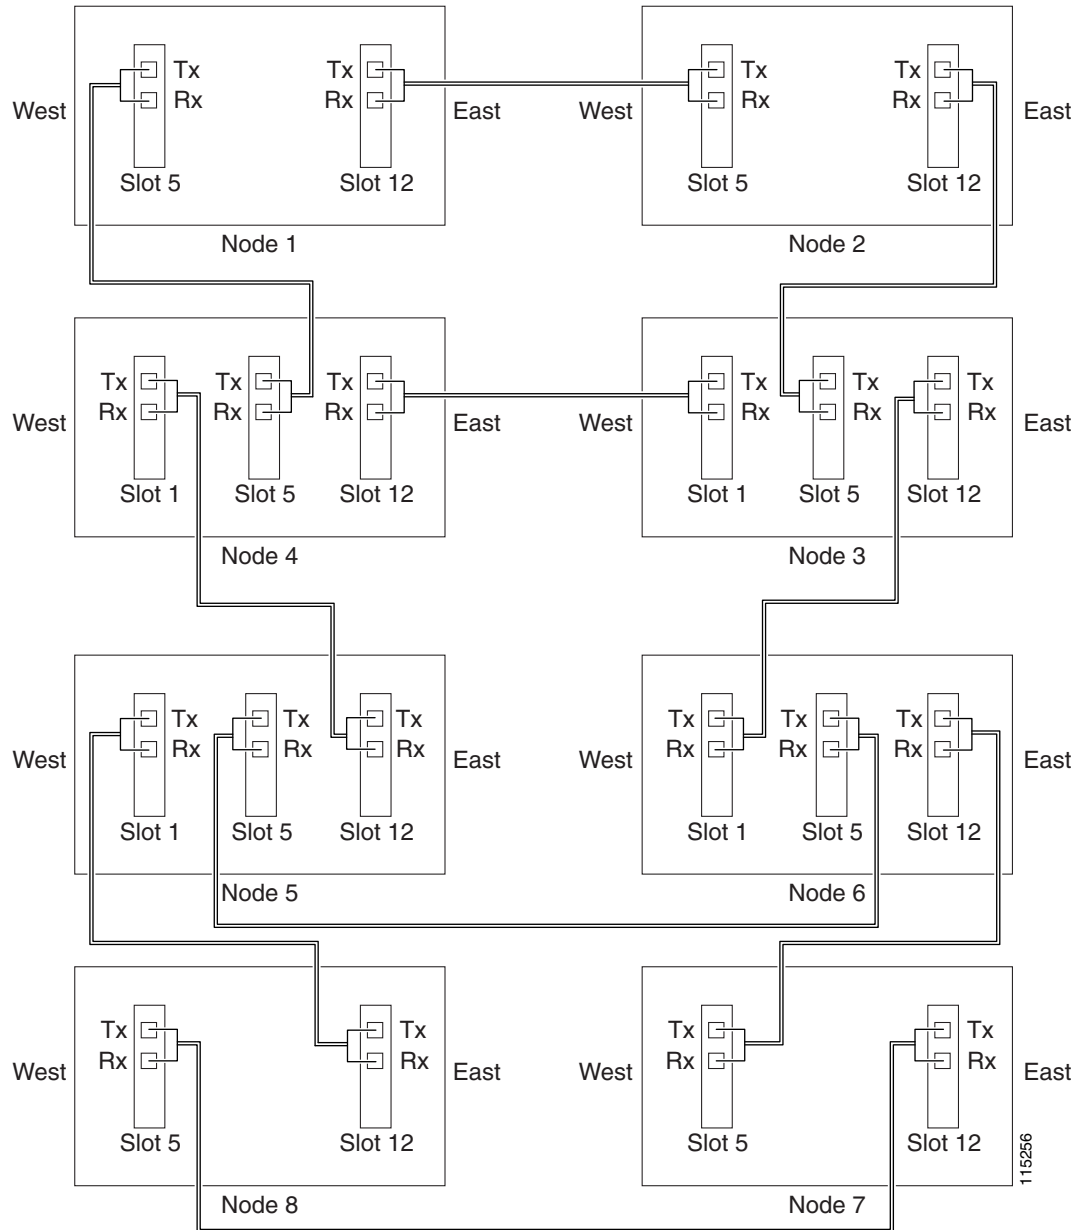 Tx Tx Tx Tx
Rx Rx Rx Rx
West East West East
Slot 5 Slot 12 Slot 5 Slot 12
Node 1 Node 2
Tx Tx Tx Tx Tx Tx
Rx Rx Rx Rx Rx Rx
West East West East
Slot 1 Slot 5 Slot 12 Slot 1 Slot 5 Slot 12
Node 4 Node 3
Tx Tx Tx Tx Tx Tx
Rx Rx Rx Rx Rx Rx
West East West East
Slot 1 Slot 5 Slot 12 Slot 1 Slot 5 Slot 12
Node 5 Node 6
Tx Tx Tx Tx
Rx Rx Rx Rx
West East West East
Slot 5 Slot 12 Slot 5 Slot 12
115256
Node 8 Node 7